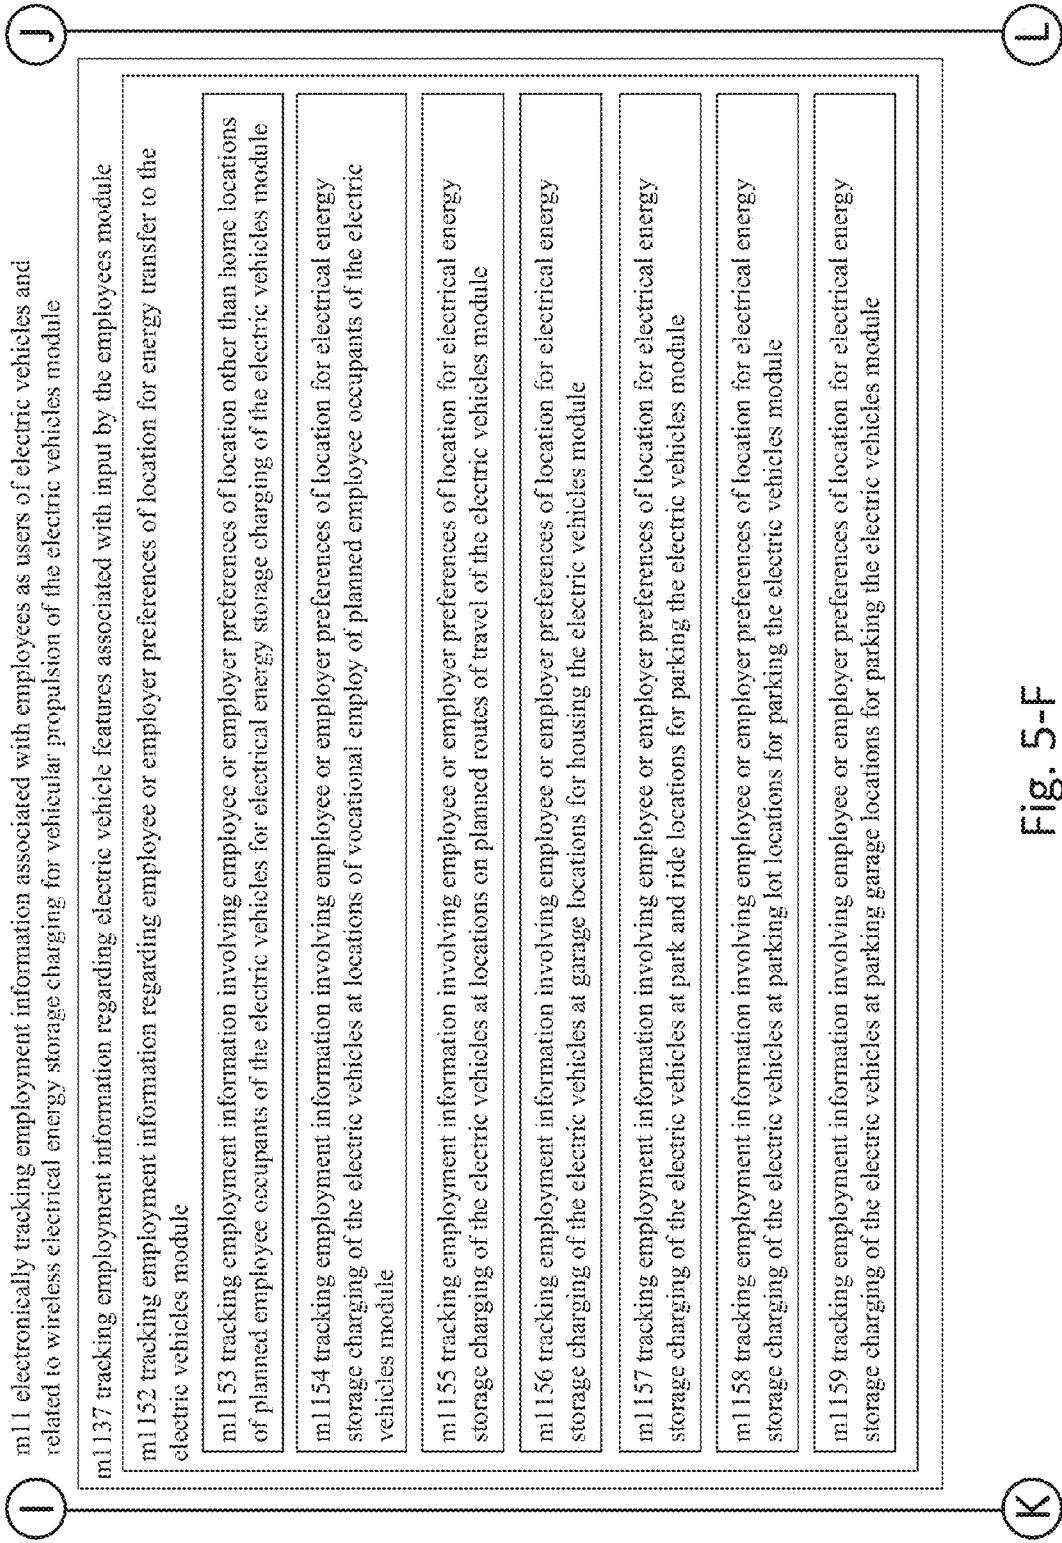 I
J
m11 electronically tracking employment information associated with employees as users of electric vehicles and
related to wireless electrical energy storage charging for vehicular propulsion of the electric vehicles module
m1137 tracking employment information regarding electric vehicle features associated with input by the employees module
m1152 tracking employment information regarding employee or employer preferences of location for energy transfer to the
electric vehicles module
m1153 tracking employment information involving employee or employer preferences of location other than home locations
of planned employee occupants of the electric vehicles for electrical energy storage charging of the electric vehicles module
m1154 tracking employment information involving employee or employer preferences of location for electrical energy
storage charging of the electric vehicles at locations of vocational employ of planned employee occupants of the electric
vehicles module
m1155 tracking employment information involving employee or employer preferences of location for electrical energy
storage charging of the electric vehicles at locations on planned routes of travel of the electric vehicles module
m1156 tracking employment information involving employee or employer preferences of location for electrical energy
storage charging of the electric vehicles at garage locations for housing the electric vehicles module
m1157 tracking employment information involving employee or employer preferences of location for electrical energy
storage charging of the electric vehicles at park and ride locations for parking the electric vehicles module
m1158 tracking employment information involving employee or employer preferences of location for electrical energy
storage charging of the electric vehicles at parking lot locations for parking the electric vehicles module
m1159 tracking employment information involving employee or employer preferences of location for electrical energy
storage charging of the electric vehicles at parking garage locations for parking the electric vehicles module
K
L
Fig. 5-F